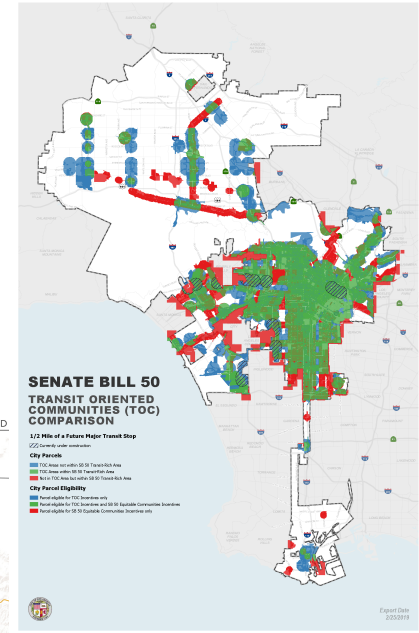 D
SENATE BILL 50
TRANSIT ORIENTED
COMMUNITIES (TOC)
COMPARISON
1/2 Mile of a Future Major Transit Stop
Currently under construction
City Parcels
TOC Areas not within SB 50 Transit-Rich Area
TOC Areas within SB 50 Transit-Rich Area
Not in TOC Area but within SB 50 Transit-Rich Area
City Parcel Eligibility
Parcel eligible for TOC Incentives only
Parcel eligible for TOC Incentives and SB 50 Equitable Communities Incentives
Parcel eligible for SB 50 Equitable Communities Incentives only
Export Date
2/25/2019